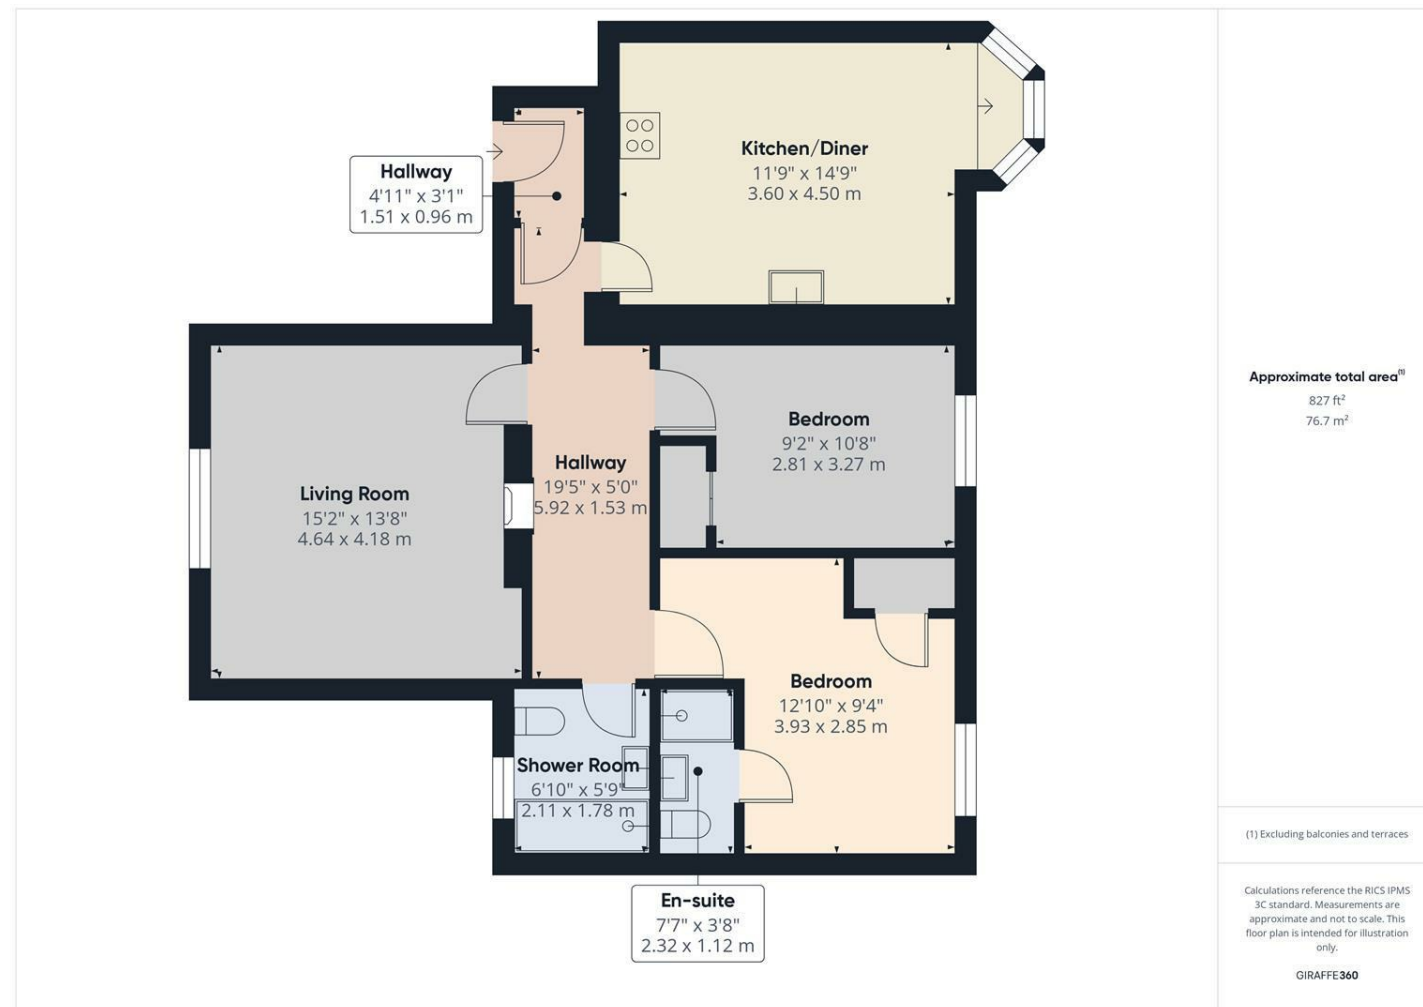 Kitchen/Diner
11'9" x 14'9"
3.60 x 4.50 m
Hallway
4'11" x 3'1"
1.51 x 0.96 m
Bedroom
9'2" x 10'8"
2.81 x 3.27 m
Hallway
19'5" x 5'0"
5.92 x 1.53 m
Living Room
15'2" x 13'8"
4.64 x 4.18 m
Bedroom
12'10" x 9'4"
3.93 x 2.85 m
Shower Room
6'10" x 5'9"
2.11 x 1.78 m
En-suite
7'7" x 3'8"
2.32 x 1.12 m
Approximate total area(1)
827 ft²
76.7 m²
(1) Excluding balconies and terraces
Calculations reference the RICS IPMS
3C standard. Measurements are
approximate and not to scale. This
floor plan is intended for illustration
only.
GIRAFFE360